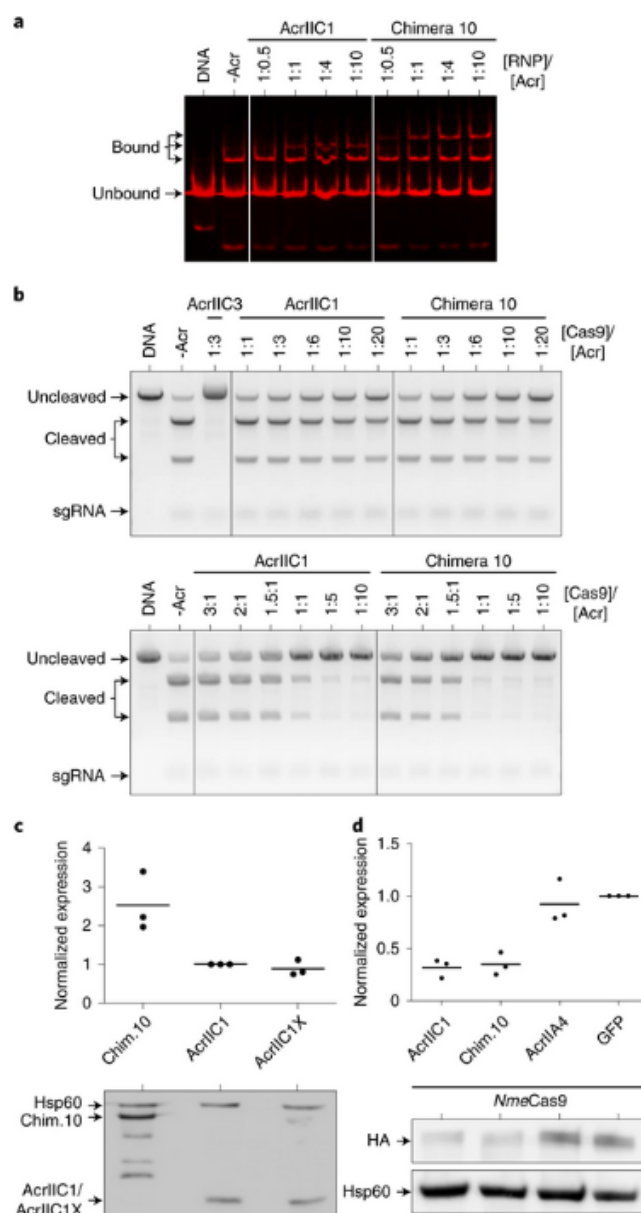 a
AcrIIC1 Chimera 10
DNA -Acr 1:0.5 1:1 1:4 1:10 1:0.5 1:1 1:4 1:10 [RNP]/ [Acr]
Bound
Unbound
b
AcrIIC3 AcrIIC1 Chimera 10
DNA -Acr 1:3 1:1 1:3 1:6 1:10 1:20 1:1 1:3 1:6 1:10 1:20 [Cas9]/ [Acr]
Uncleaved
Cleaved
sgRNA
AcrIIC1 Chimera 10
DNA -Acr 3:1 2:1 1.5:1 1:1 1:5 1:10 3:1 2:1 1.5:1 1:1 1:5 1:10 [Cas9]/ [Acr]
Uncleaved
Cleaved
sgRNA
c
Normalized expression
4
3
2
1
0
Chim.10 AcrIIC1 AcrIIC1X
Hsp60
Chim.10
AcrIIC1/
AcrIIC1X
d
Normalized expression
1.5
1.0
0.5
0
AcrIIC1 Chim.10 AcrIIA4 GFP
NmeCas9
HA
Hsp60